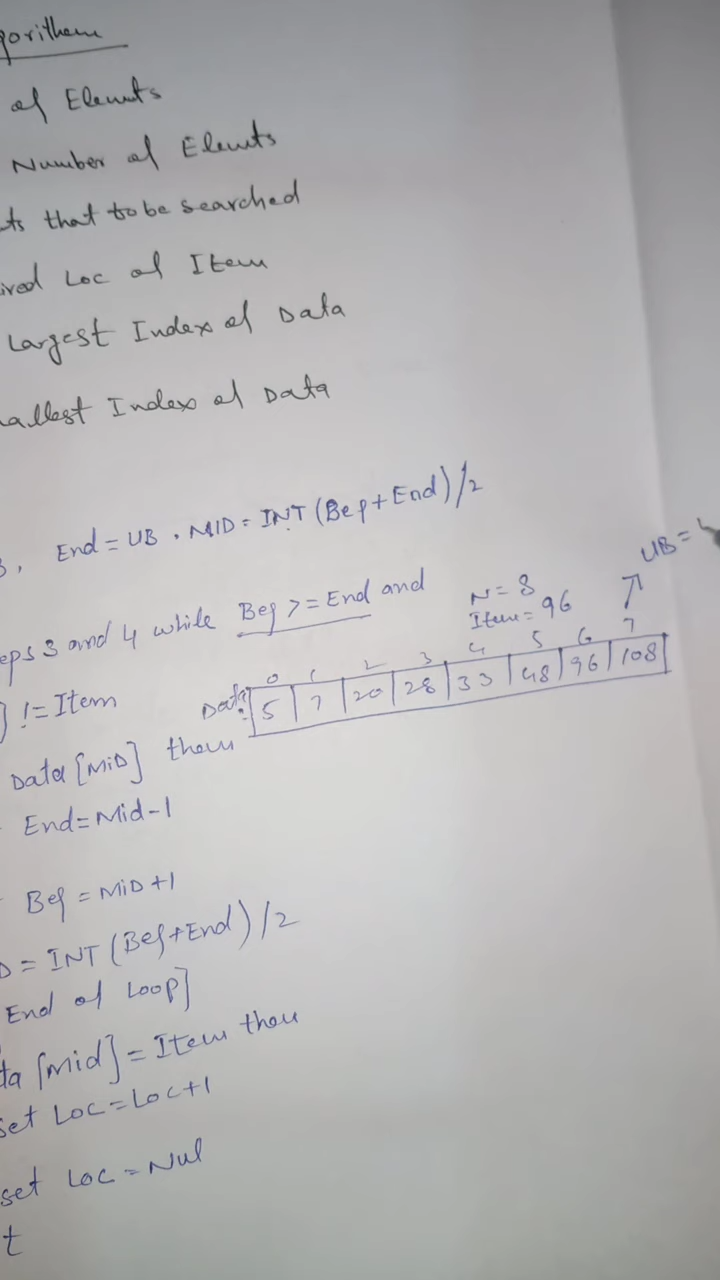 gorithem
of Elemnts
Number of Elemnts
ts that to be searched
ired Loc of Item
Largest Index of Data
mallest Index of Data
B, End = UB . MID = INT (Beg + End) / 2
UB =
eps 3 and 4 while Beg >= End and
N = 8
Item = 96
0 1 2 3 4 5 6 7
Data: 5 7 20 28 33 48 96 108
] != Item
Data [MiD] then
End = Mid - 1
Beg = MiD + 1
D = INT (Beg + End) / 2
End of Loop]
ta [mid] = Item then
set Loc = Loc + 1
set Loc = Nul
t